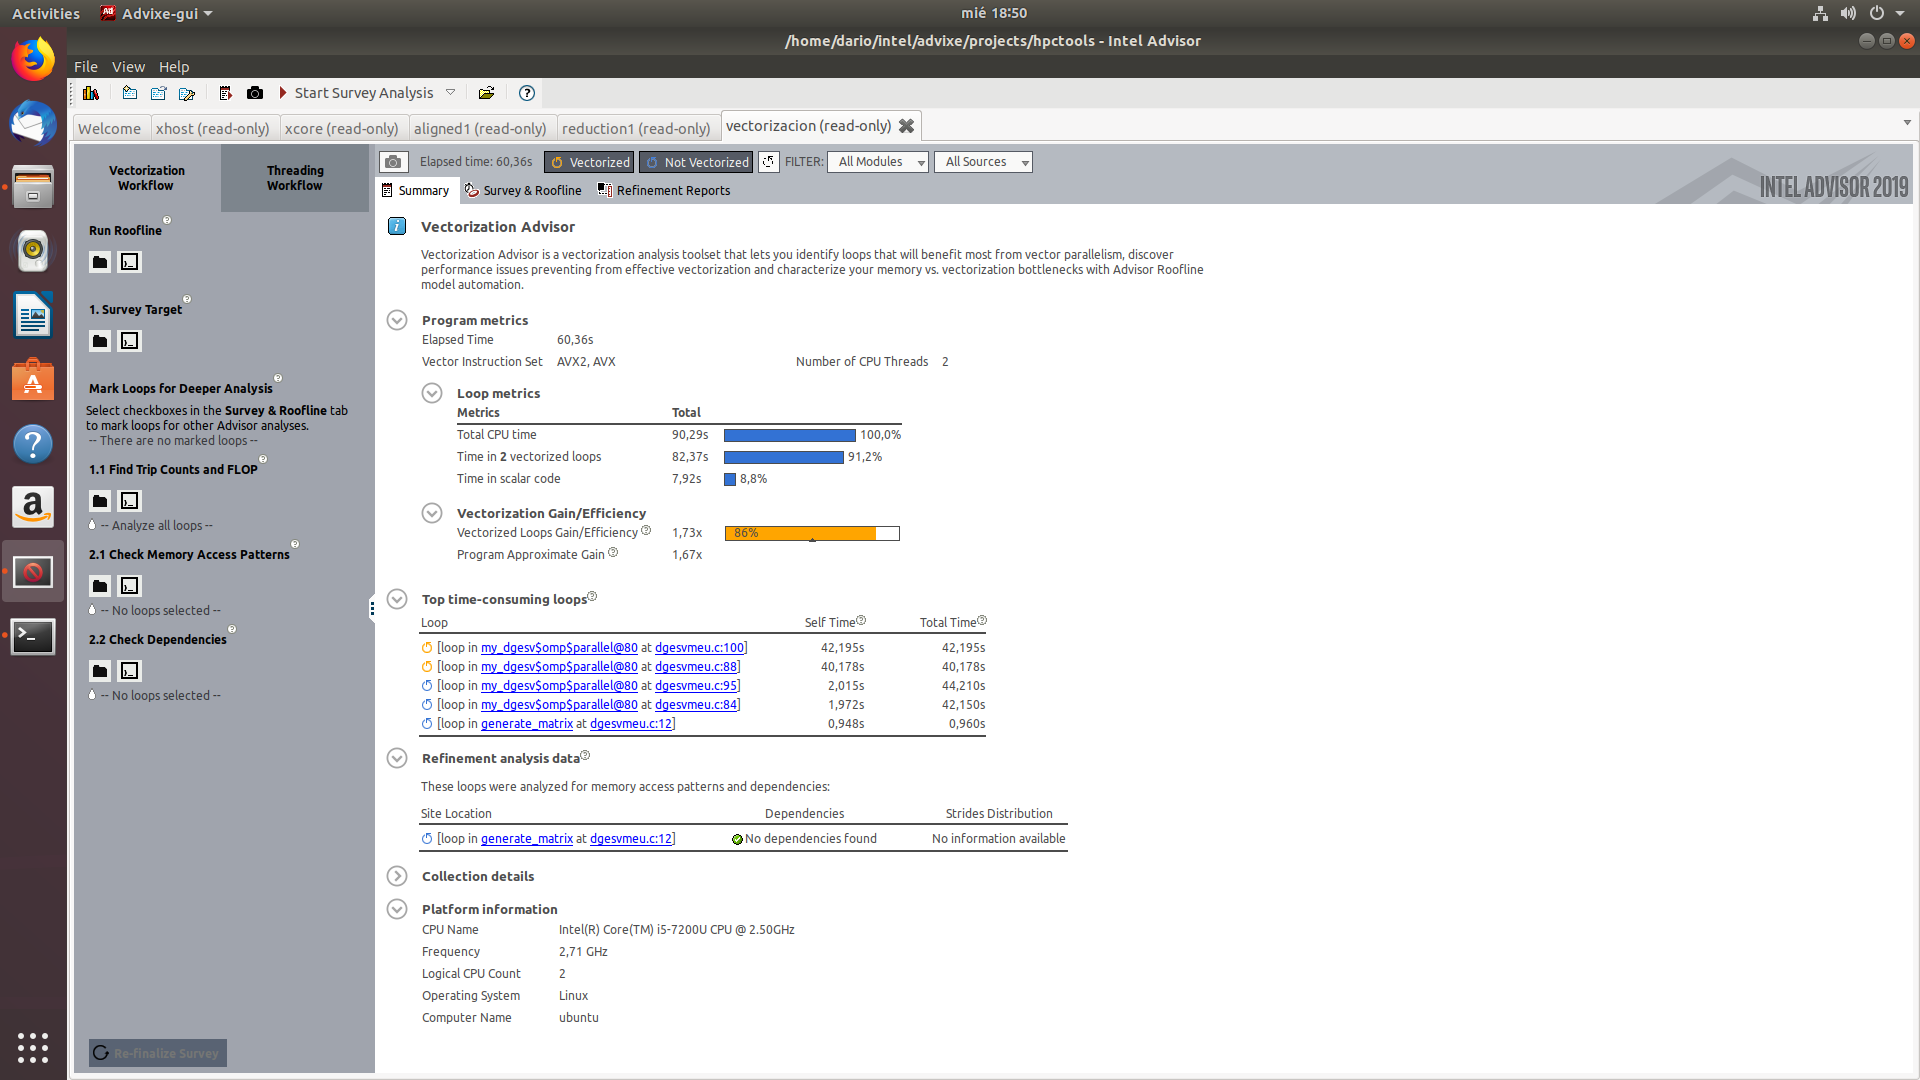 Activities
Advixe-gui
mié 18:50
/home/dario/intel/advixe/projects/hpctools - Intel Advisor
File View Help
Start Survey Analysis
Welcome
xhost (read-only)
xcore (read-only)
aligned1 (read-only)
reduction1 (read-only)
vectorizacion (read-only)
Vectorization Workflow
Threading Workflow
Run Roofline
1. Survey Target
Mark Loops for Deeper Analysis
Select checkboxes in the Survey & Roofline tab
to mark loops for other Advisor analyses.
-- There are no marked loops --
1.1 Find Trip Counts and FLOP
-- Analyze all loops --
2.1 Check Memory Access Patterns
-- No loops selected --
2.2 Check Dependencies
-- No loops selected --
Re-finalize Survey
Elapsed time: 60,36s
Vectorized
Not Vectorized
FILTER: All Modules All Sources
Summary
Survey & Roofline
Refinement Reports
INTEL ADVISOR 2019
Vectorization Advisor
Vectorization Advisor is a vectorization analysis toolset that lets you identify loops that will benefit most from vector parallelism, discover
performance issues preventing from effective vectorization and characterize your memory vs. vectorization bottlenecks with Advisor Roofline
model automation.
Program metrics
Elapsed Time 60,36s
Vector Instruction Set AVX2, AVX Number of CPU Threads 2
Loop metrics
Metrics Total
Total CPU time 90,29s 100,0%
Time in 2 vectorized loops 82,37s 91,2%
Time in scalar code 7,92s 8,8%
Vectorization Gain/Efficiency
Vectorized Loops Gain/Efficiency 1,73x 86%
Program Approximate Gain 1,67x
Top time-consuming loops
Loop Self Time Total Time
[loop in my_dgesv$omp$parallel@80 at dgesvmeu.c:100] 42,195s 42,195s
[loop in my_dgesv$omp$parallel@80 at dgesvmeu.c:88] 40,178s 40,178s
[loop in my_dgesv$omp$parallel@80 at dgesvmeu.c:95] 2,015s 44,210s
[loop in my_dgesv$omp$parallel@80 at dgesvmeu.c:84] 1,972s 42,150s
[loop in generate_matrix at dgesvmeu.c:12] 0,948s 0,960s
Refinement analysis data
These loops were analyzed for memory access patterns and dependencies:
Site Location Dependencies Strides Distribution
[loop in generate_matrix at dgesvmeu.c:12] No dependencies found No information available
Collection details
Platform information
CPU Name Intel(R) Core(TM) i5-7200U CPU @ 2.50GHz
Frequency 2,71 GHz
Logical CPU Count 2
Operating System Linux
Computer Name ubuntu